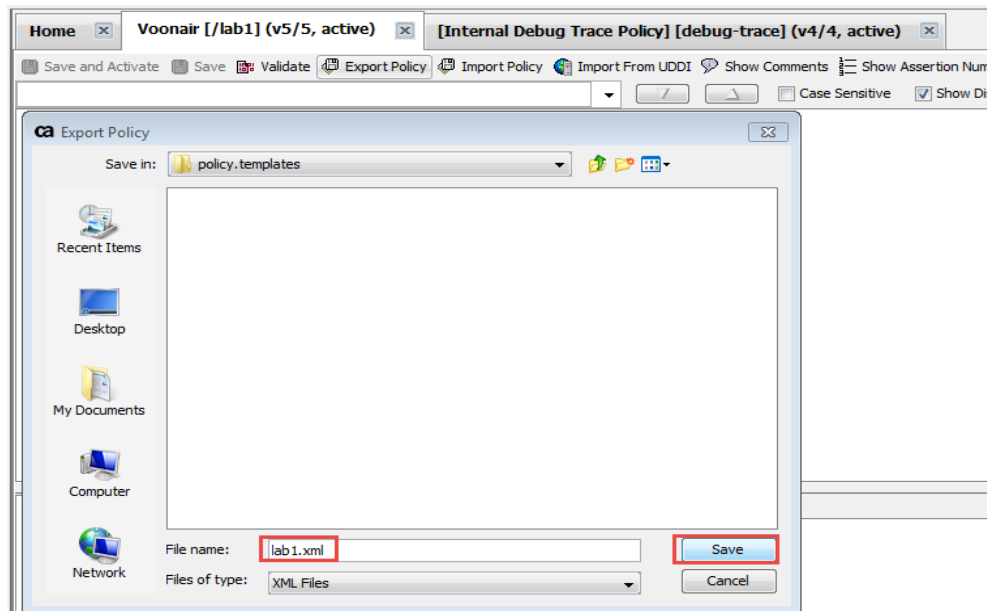 Home
Voonair [/lab1] (v5/5, active)
[Internal Debug Trace Policy] [debug-trace] (v4/4, active)
Save and Activate Save Validate Export Policy Import Policy Import From UDDI Show Comments Show Assertion Num
Case Sensitive Show Di
ca Export Policy
Save in: policy.templates
Recent Items
Desktop
My Documents
Computer
Network
File name: lab1.xml Save
Files of type: XML Files Cancel